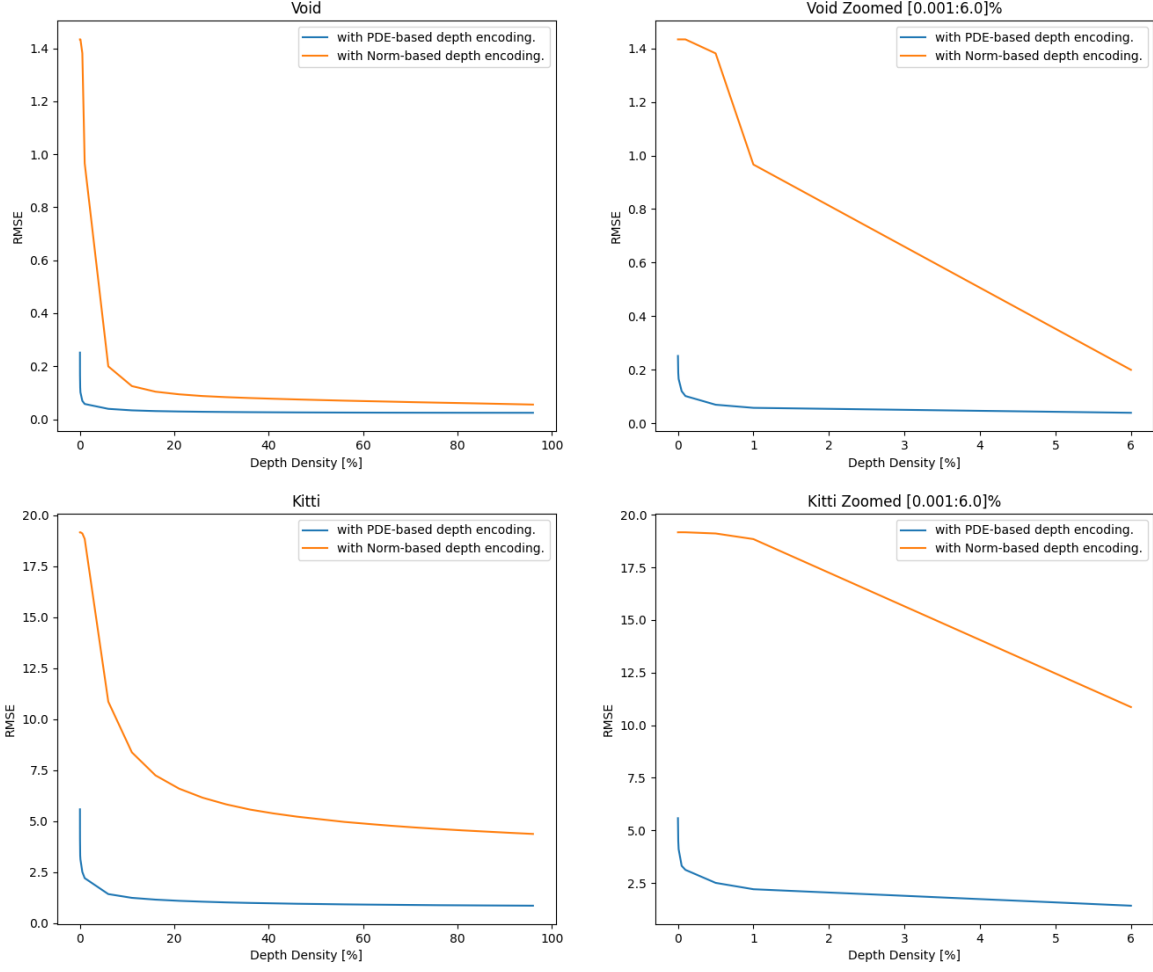 Void
with PDE-based depth encoding.
with Norm-based depth encoding.
1.4
1.2
1.0
0.8
0.6
0.4
0.2
0.0
RMSE
0 20 40 60 80 100
Depth Density [%]
Void Zoomed [0.001:6.0]%
with PDE-based depth encoding.
with Norm-based depth encoding.
1.4
1.2
1.0
0.8
0.6
0.4
0.2
0.0
RMSE
0 1 2 3 4 5 6
Depth Density [%]
Kitti
with PDE-based depth encoding.
with Norm-based depth encoding.
20.0
17.5
15.0
12.5
10.0
7.5
5.0
2.5
0.0
RMSE
0 20 40 60 80 100
Depth Density [%]
Kitti Zoomed [0.001:6.0]%
with PDE-based depth encoding.
with Norm-based depth encoding.
20.0
17.5
15.0
12.5
10.0
7.5
5.0
2.5
RMSE
0 1 2 3 4 5 6
Depth Density [%]